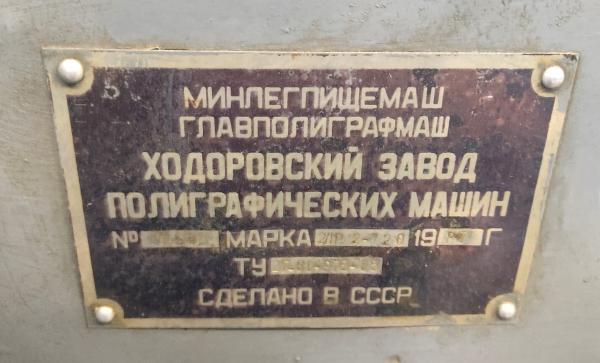 МИНЛЕГПИЩЕМАШ
ГЛАВПОЛИГРАФМАШ
ХОДОРОВСКИЙ ЗАВОД
ПОЛИГРАФИЧЕСКИХ МАШИН
№ МАРКА 19 Г
ТУ
СДЕЛАНО В СССР